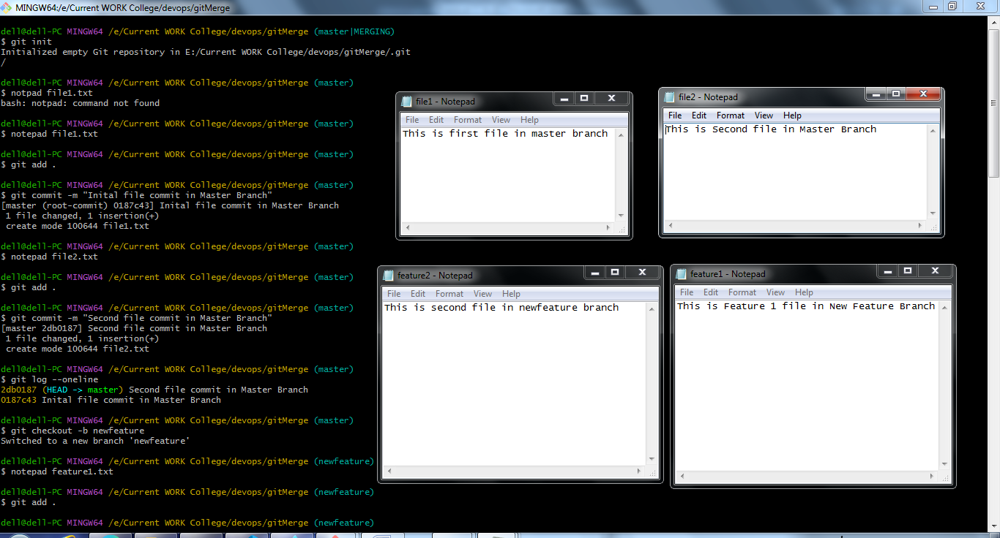 MINGW64:/e/Current WORK College/devops/gitMerge
dell@dell-PC MINGW64 /e/Current WORK College/devops/gitMerge (master|MERGING)
$ git init
Initialized empty Git repository in E:/Current WORK College/devops/gitMerge/.git
/
dell@dell-PC MINGW64 /e/Current WORK College/devops/gitMerge (master)
$ notpad file1.txt
bash: notpad: command not found
dell@dell-PC MINGW64 /e/Current WORK College/devops/gitMerge (master)
$ notepad file1.txt
dell@dell-PC MINGW64 /e/Current WORK College/devops/gitMerge (master)
$ git add .
dell@dell-PC MINGW64 /e/Current WORK College/devops/gitMerge (master)
$ git commit -m "Inital file commit in Master Branch"
[master (root-commit) 0187c43] Inital file commit in Master Branch
1 file changed, 1 insertion(+)
create mode 100644 file1.txt
dell@dell-PC MINGW64 /e/Current WORK College/devops/gitMerge (master)
$ notepad file2.txt
dell@dell-PC MINGW64 /e/Current WORK College/devops/gitMerge (master)
$ git add .
dell@dell-PC MINGW64 /e/Current WORK College/devops/gitMerge (master)
$ git commit -m "Second file commit in Master Branch"
[master 2db0187] Second file commit in Master Branch
1 file changed, 1 insertion(+)
create mode 100644 file2.txt
dell@dell-PC MINGW64 /e/Current WORK College/devops/gitMerge (master)
$ git log --oneline
2db0187 (HEAD -> master) Second file commit in Master Branch
0187c43 Inital file commit in Master Branch
dell@dell-PC MINGW64 /e/Current WORK College/devops/gitMerge (master)
$ git checkout -b newfeature
Switched to a new branch 'newfeature'
dell@dell-PC MINGW64 /e/Current WORK College/devops/gitMerge (newfeature)
$ notepad feature1.txt
dell@dell-PC MINGW64 /e/Current WORK College/devops/gitMerge (newfeature)
$ git add .
dell@dell-PC MINGW64 /e/Current WORK College/devops/gitMerge (newfeature)
file1 - Notepad
File Edit Format View Help
This is first file in master branch
file2 - Notepad
File Edit Format View Help
This is Second file in Master Branch
feature2 - Notepad
File Edit Format View Help
This is second file in newfeature branch
feature1 - Notepad
File Edit Format View Help
This is Feature 1 file in New Feature Branch